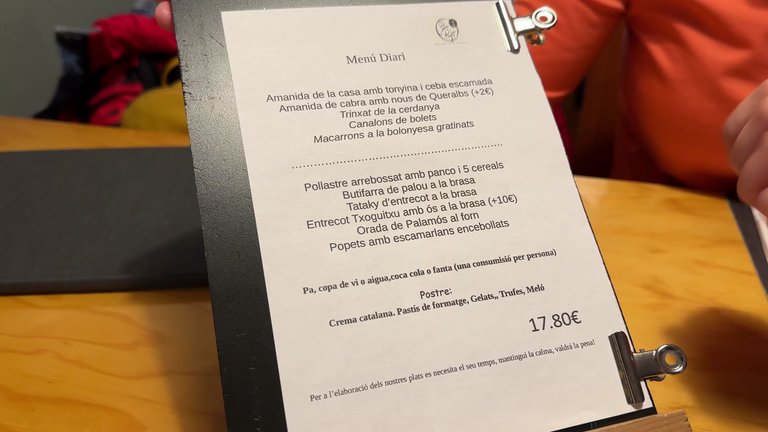 Menú Diari
Amanida de la casa amb tonyina i ceba escamada
Amanida de cabra amb nous de Queralbs (+2€)
Trinxat de la cerdanya
Canalons de bolets
Macarrons a la bolonyesa gratinats
................................................................
Pollastre arrebossat amb panco i 5 cereals
Butifarra de palou a la brasa
Tataky d'entrecot a la brasa
Entrecot Txoguitxu amb ós a la brasa (+10€)
Orada de Palamós al forn
Popets amb escamarlans encebollats
Pa, copa de vi o aigua,coca cola o fanta (una consumisió per persona)
Postre:
Crema catalana. Pastís de formatge, Gelats,, Trufes, Meló
17.80€
Per a l'elaboració dels nostres plats es necesita el seu temps, mantingui la calma, valdrà la pena!